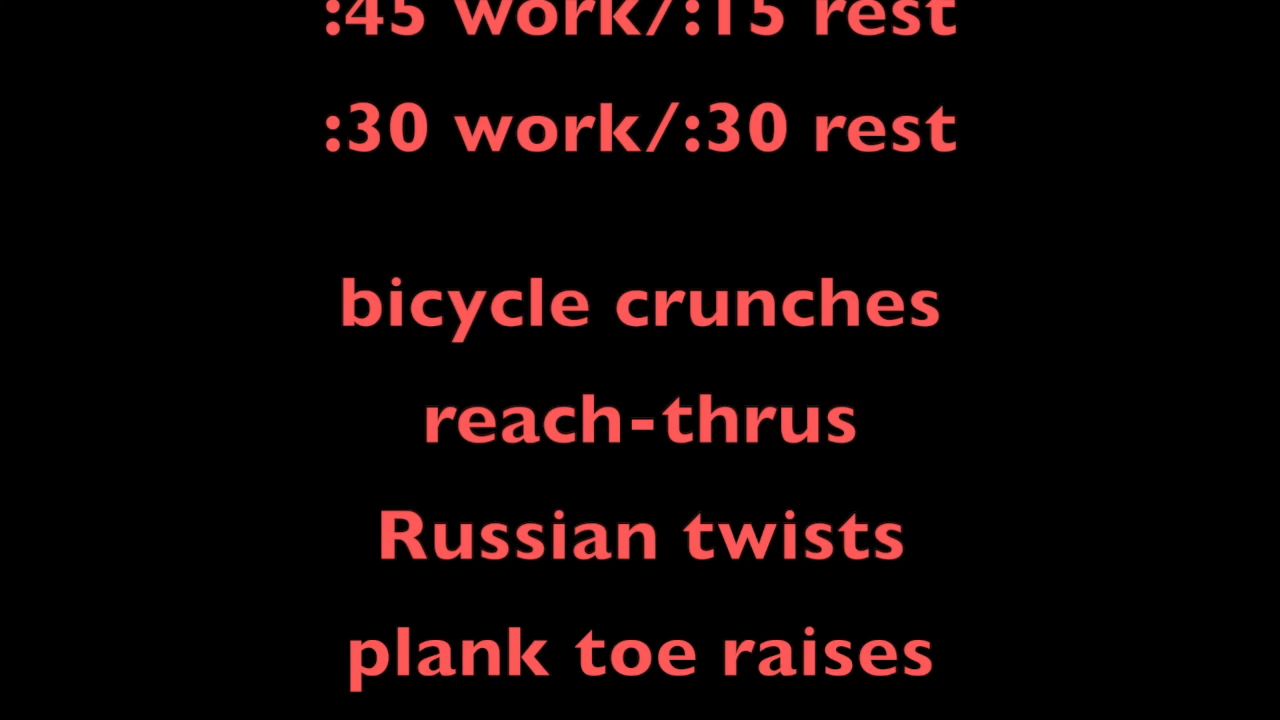 :45 work/:15 rest
:30 work/:30 rest
bicycle crunches
reach-thrus
Russian twists
plank toe raises